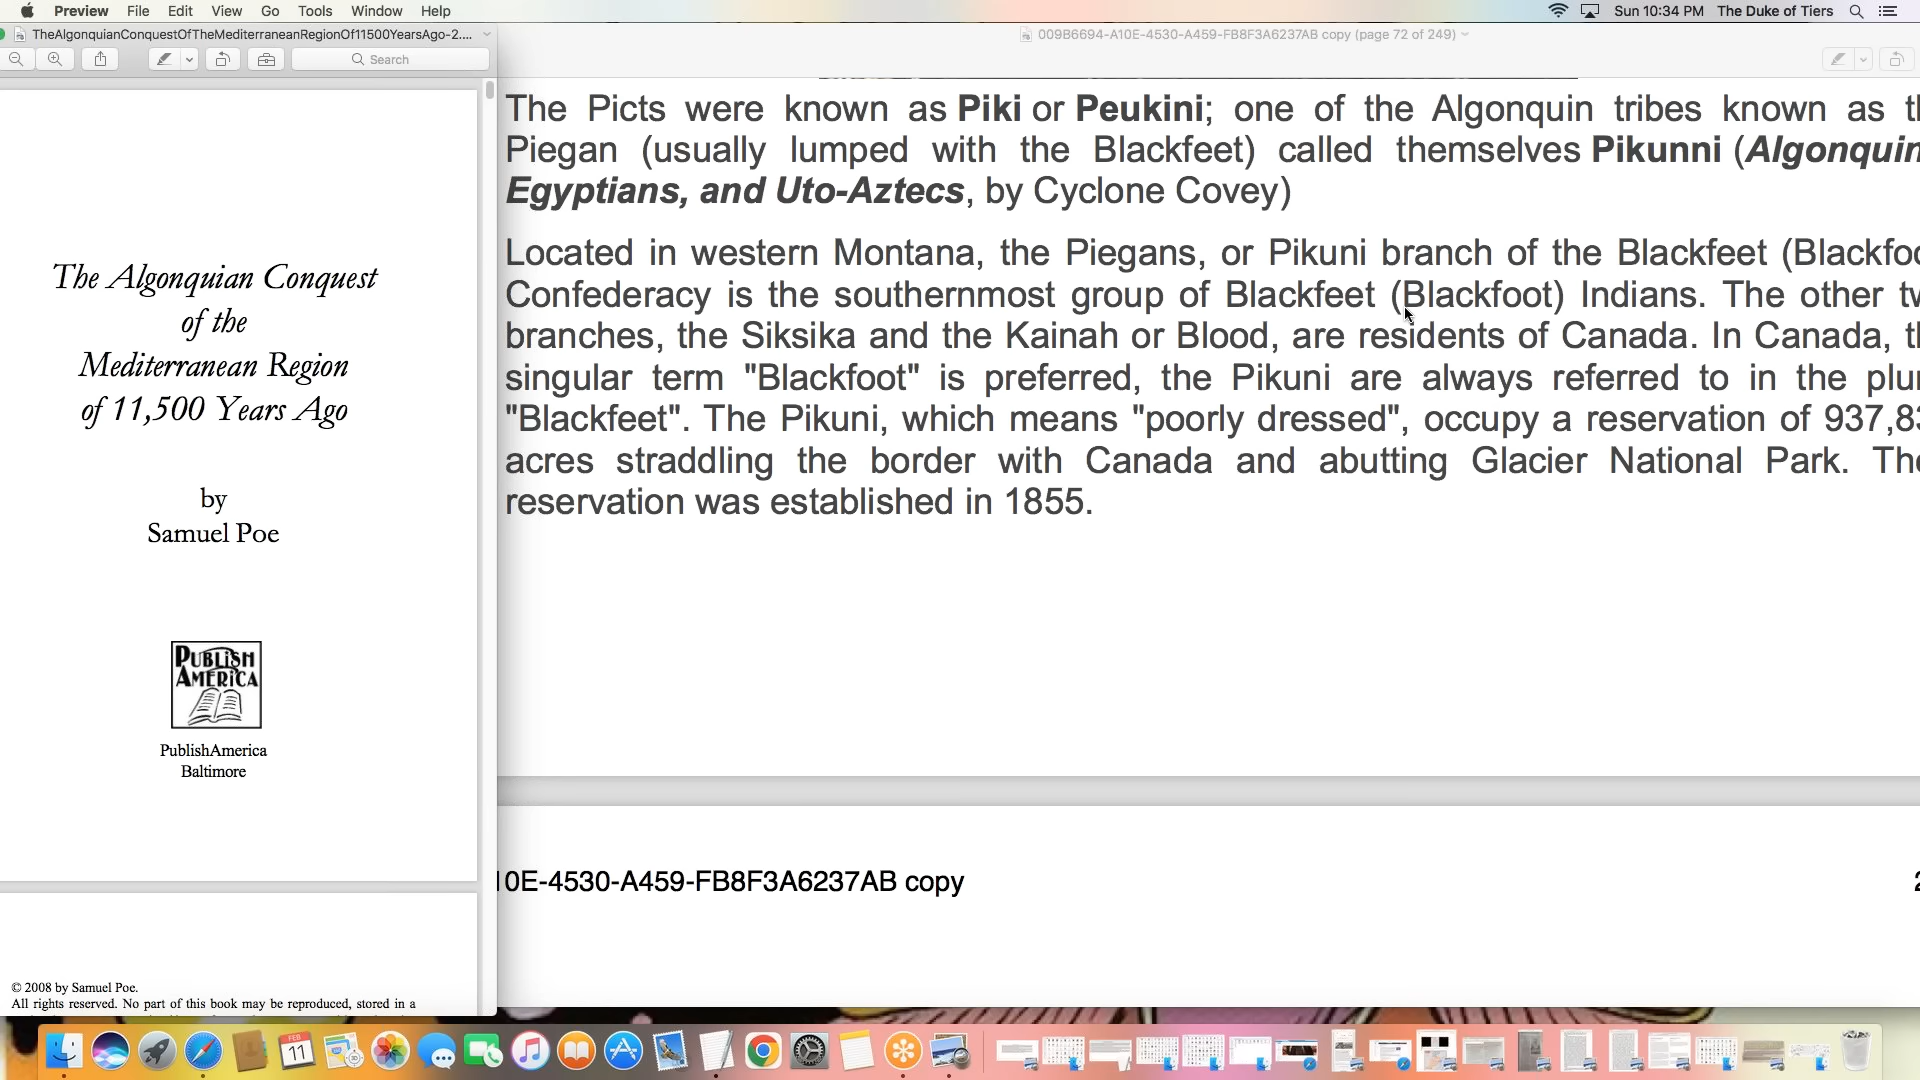 Preview File Edit View Go Tools Window Help
Sun 10:34 PM The Duke of Tiers
TheAlgonquianConquestOfTheMediterraneanRegionOf11500YearsAgo-2....
009B6694-A10E-4530-A459-FB8F3A6237AB copy (page 72 of 249)
Search
The Algonquian Conquest
of the
Mediterranean Region
of 11,500 Years Ago
by
Samuel Poe
PUBLISH
AMERICA
PublishAmerica
Baltimore
© 2008 by Samuel Poe.
All rights reserved. No part of this book may be reproduced, stored in a
The Picts were known as Piki or Peukini; one of the Algonquin tribes known as
Piegan (usually lumped with the Blackfeet) called themselves Pikunni (Algonquin
Egyptians, and Uto-Aztecs, by Cyclone Covey)
Located in western Montana, the Piegans, or Pikuni branch of the Blackfeet (Blackfoo
Confederacy is the southernmost group of Blackfeet (Blackfoot) Indians. The other
branches, the Siksika and the Kainah or Blood, are residents of Canada. In Canada,
singular term "Blackfoot" is preferred, the Pikuni are always referred to in the
"Blackfeet". The Pikuni, which means "poorly dressed", occupy a reservation of 937,8
acres straddling the border with Canada and abutting Glacier National Park.
reservation was established in 1855.
0E-4530-A459-FB8F3A6237AB copy
FEB
11